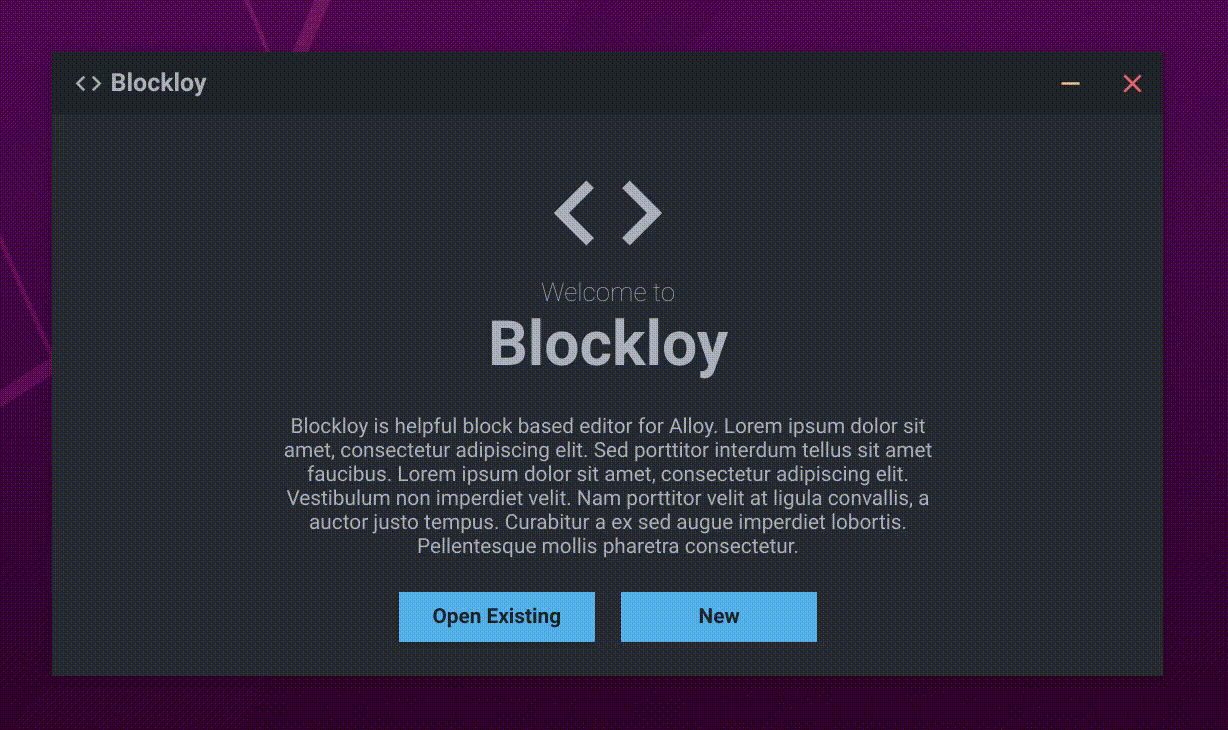 Blockloy
Welcome to
Blockloy
Blockloy is helpful block based editor for Alloy. Lorem ipsum dolor sit
amet, consectetur adipiscing elit. Sed porttitor interdum tellus sit amet
faucibus. Lorem ipsum dolor sit amet, consectetur adipiscing elit.
Vestibulum non imperdiet velit. Nam porttitor velit at ligula convallis, a
auctor justo tempus. Curabitur a ex sed augue imperdiet lobortis.
Pellentesque mollis pharetra consectetur.
Open Existing
New